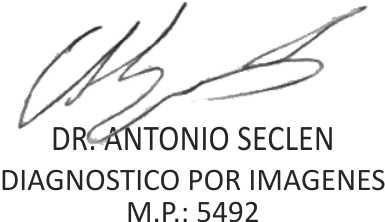 DR. ANTONIO SECLEN
DIAGNOSTICO POR IMAGENES
M.P.: 5492